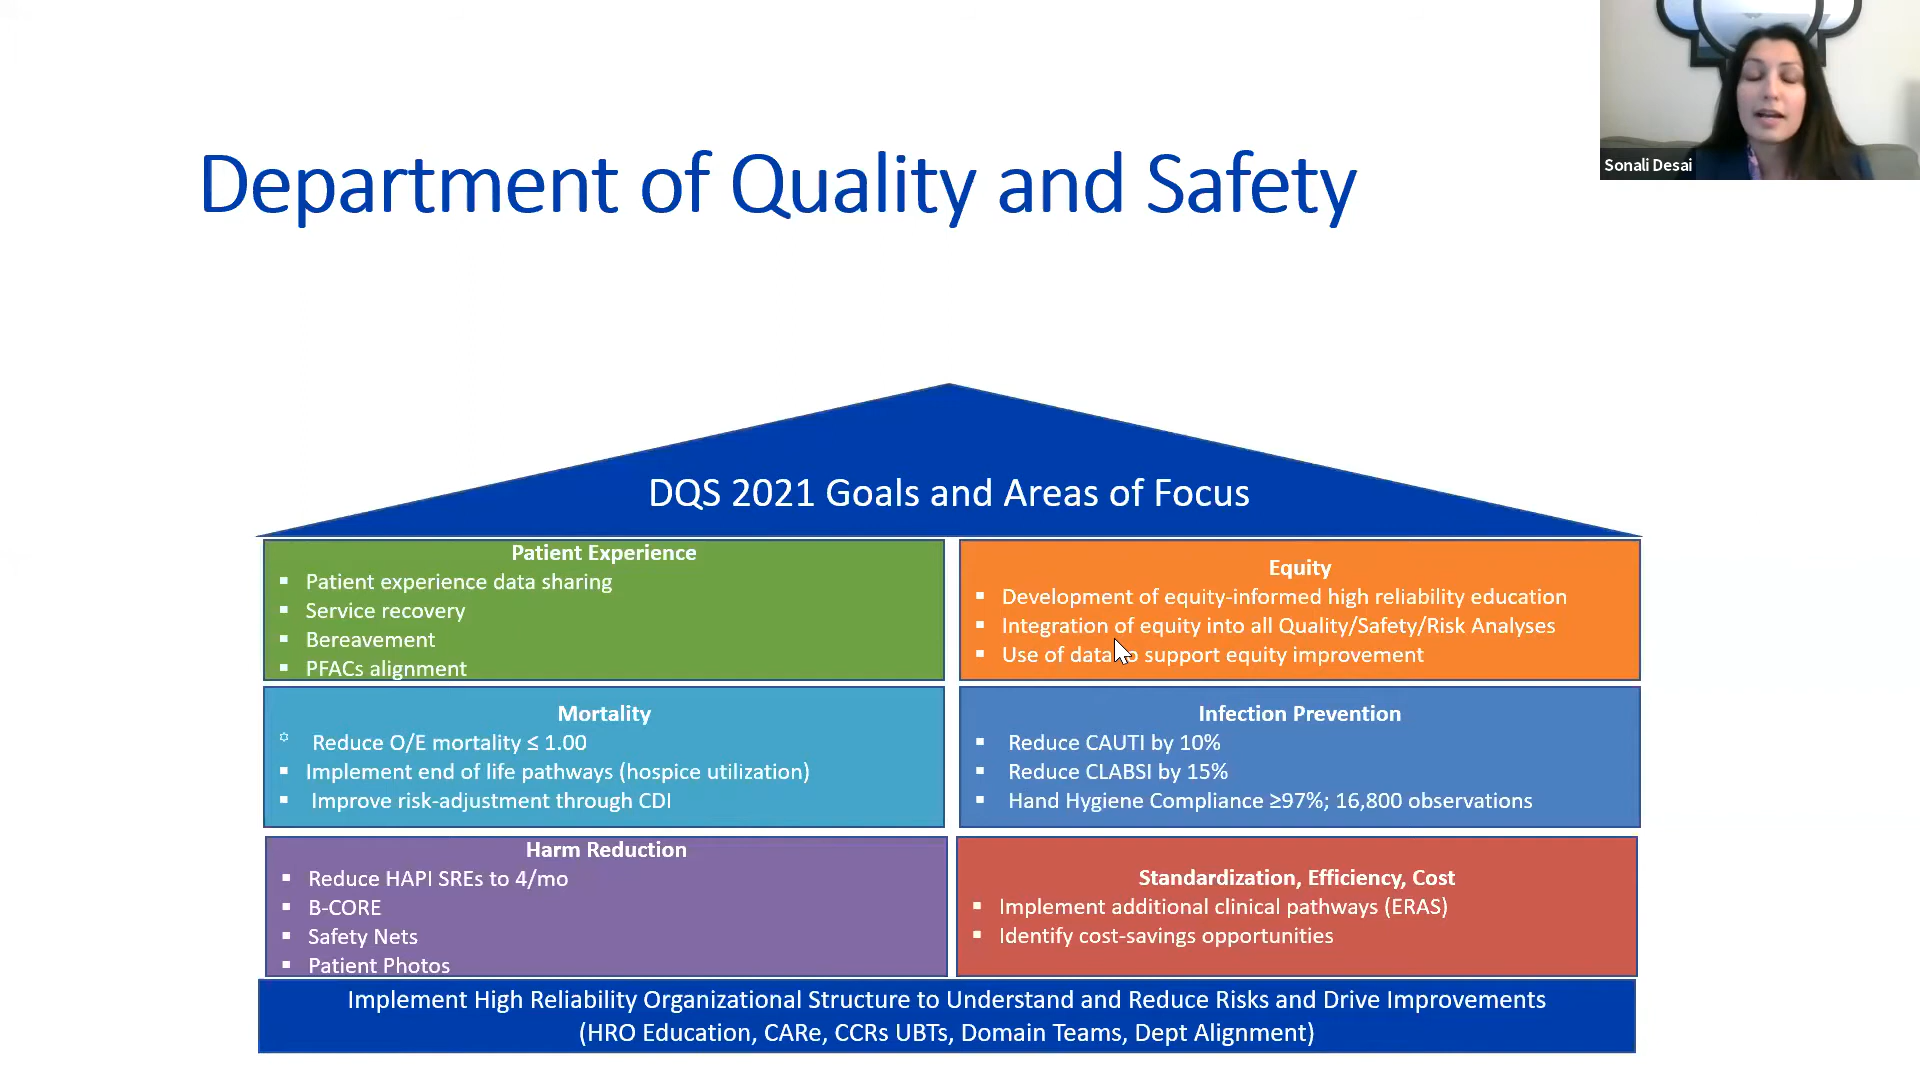 Sonali Desai
Department of Quality and Safety
DQS 2021 Goals and Areas of Focus
Patient Experience
▪ Patient experience data sharing
▪ Service recovery
▪ Bereavement
▪ PFACs alignment
Equity
▪ Development of equity-informed high reliability education
▪ Integration of equity into all Quality/Safety/Risk Analyses
▪ Use of data to support equity improvement
Mortality
✡ Reduce O/E mortality ≤ 1.00
▪ Implement end of life pathways (hospice utilization)
▪ Improve risk-adjustment through CDI
Infection Prevention
▪ Reduce CAUTI by 10%
▪ Reduce CLABSI by 15%
▪ Hand Hygiene Compliance ≥97%; 16,800 observations
Harm Reduction
▪ Reduce HAPI SREs to 4/mo
▪ B-CORE
▪ Safety Nets
▪ Patient Photos
Standardization, Efficiency, Cost
▪ Implement additional clinical pathways (ERAS)
▪ Identify cost-savings opportunities
Implement High Reliability Organizational Structure to Understand and Reduce Risks and Drive Improvements
(HRO Education, CARe, CCRs UBTs, Domain Teams, Dept Alignment)